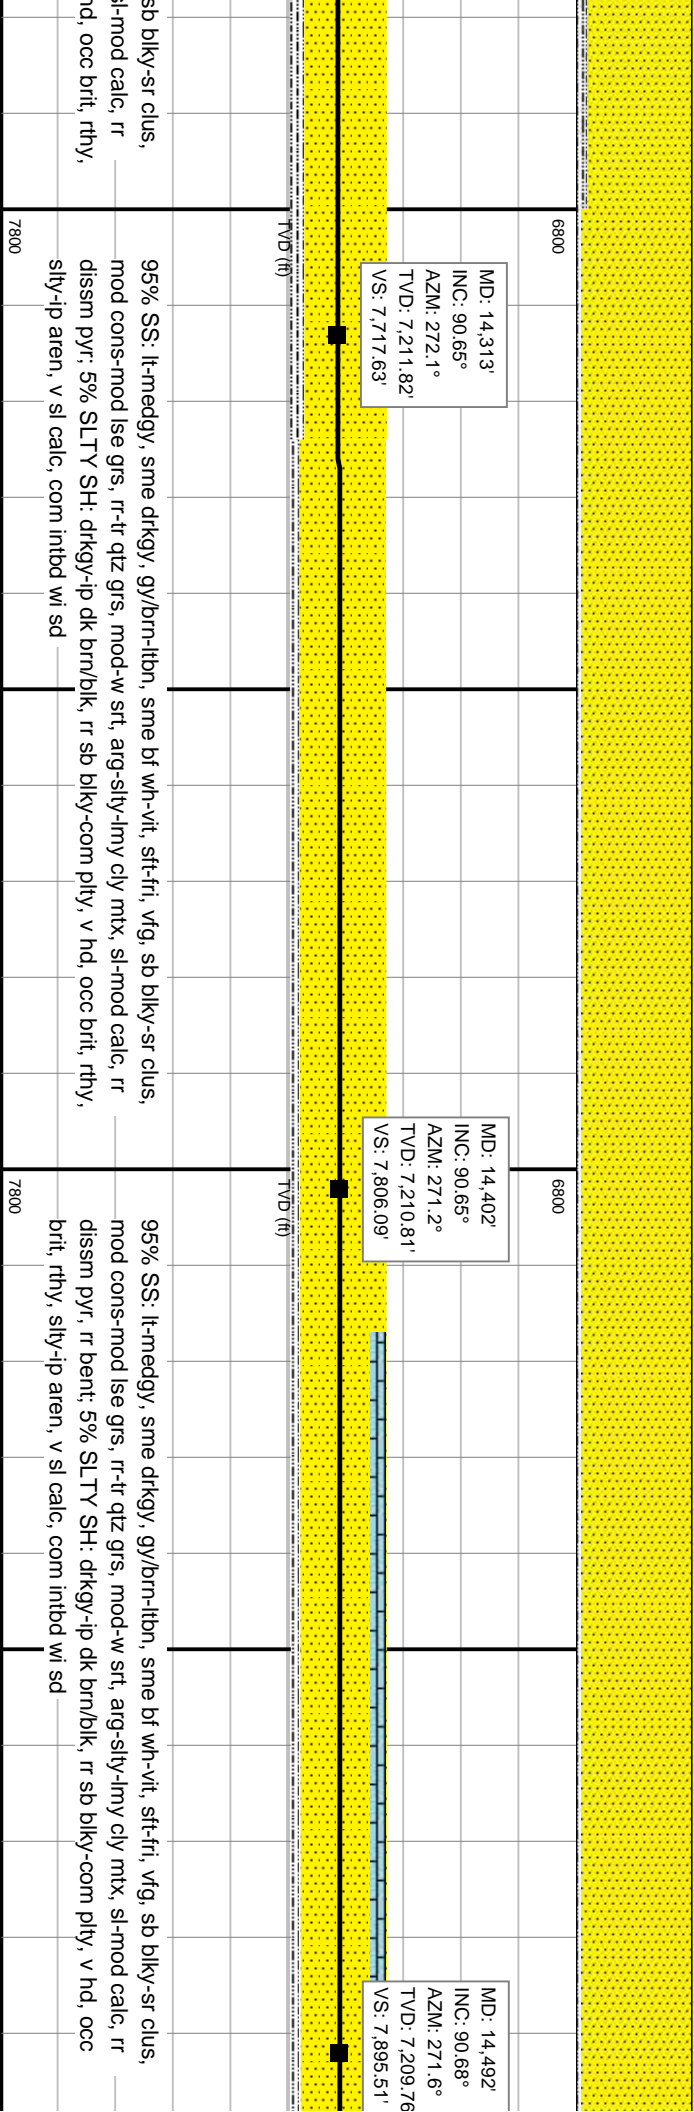 sb blky-sr clus,
sl-mod calc, rr
nd, occ brit, rthy,
6800
TVD (ft)
7800
MD: 14,313'
INC: 90.65°
AZM: 272.1°
TVD: 7,211.82'
VS: 7,717.63'
95% SS: lt-medgy, sme drkgy, gy/brn-ltbn, sme bf wh-vit, sft-fri, vfg, sb blky-sr clus,
mod cons-mod lse grs, rr-tr qtz grs, mod-w srt, arg-slty-lmy cly mtx, sl-mod calc, rr
dissm pyr; 5% SLTY SH: drkgy-ip dk brn/blk, rr sb blky-com plty, v hd, occ brit, rthy,
slty-ip aren, v sl calc, com intbd wi sd
6800
TVD (ft)
7800
MD: 14,402'
INC: 90.65°
AZM: 271.2°
TVD: 7,210.81'
VS: 7,806.09'
95% SS: lt-medgy, sme drkgy, gy/brn-ltbn, sme bf wh-vit, sft-fri, vfg, sb blky-sr clus,
mod cons-mod lse grs, rr-tr qtz grs, mod-w srt, arg-slty-lmy cly mtx, sl-mod calc, rr
dissm pyr, rr bent; 5% SLTY SH: drkgy-ip dk brn/blk, rr sb blky-com plty, v hd, occ
brit, rthy, slty-ip aren, v sl calc, com intbd wi sd
MD: 14,492'
INC: 90.68°
AZM: 271.6°
TVD: 7,209.76
VS: 7,895.51'